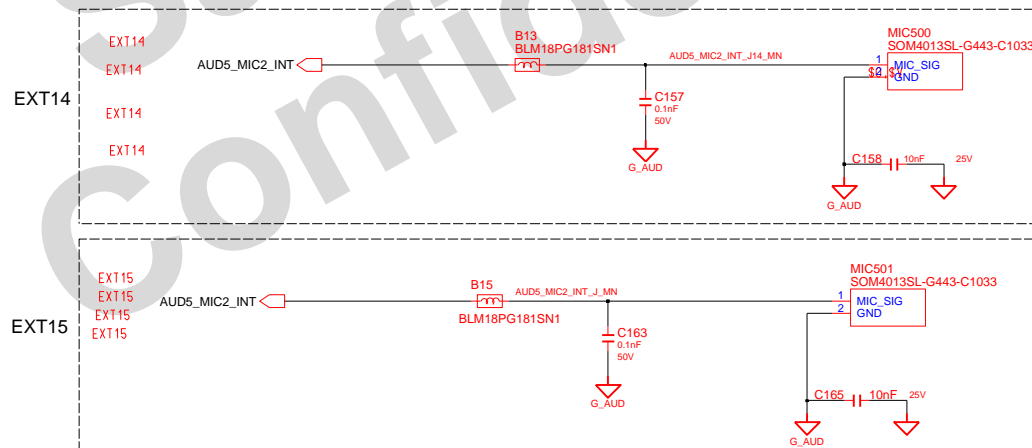 EXT14
EXT14
EXT14
EXT14
EXT14
AUD5_MIC2_INT
B13
BLM18PG181SN1
AUD5_MIC2_INT_J14_MN
C157
0.1nF
50V
G_AUD
MIC500
SOM4013SL-G443-C1033
1
MIC_SIG
2
GND
C158
10nF
25V
G_AUD
EXT15
EXT15
EXT15
EXT15
EXT15
AUD5_MIC2_INT
B15
BLM18PG181SN1
AUD5_MIC2_INT_J_MN
C163
0.1nF
50V
G_AUD
MIC501
SOM4013SL-G443-C1033
1
MIC_SIG
2
GND
C165
10nF
25V
G_AUD